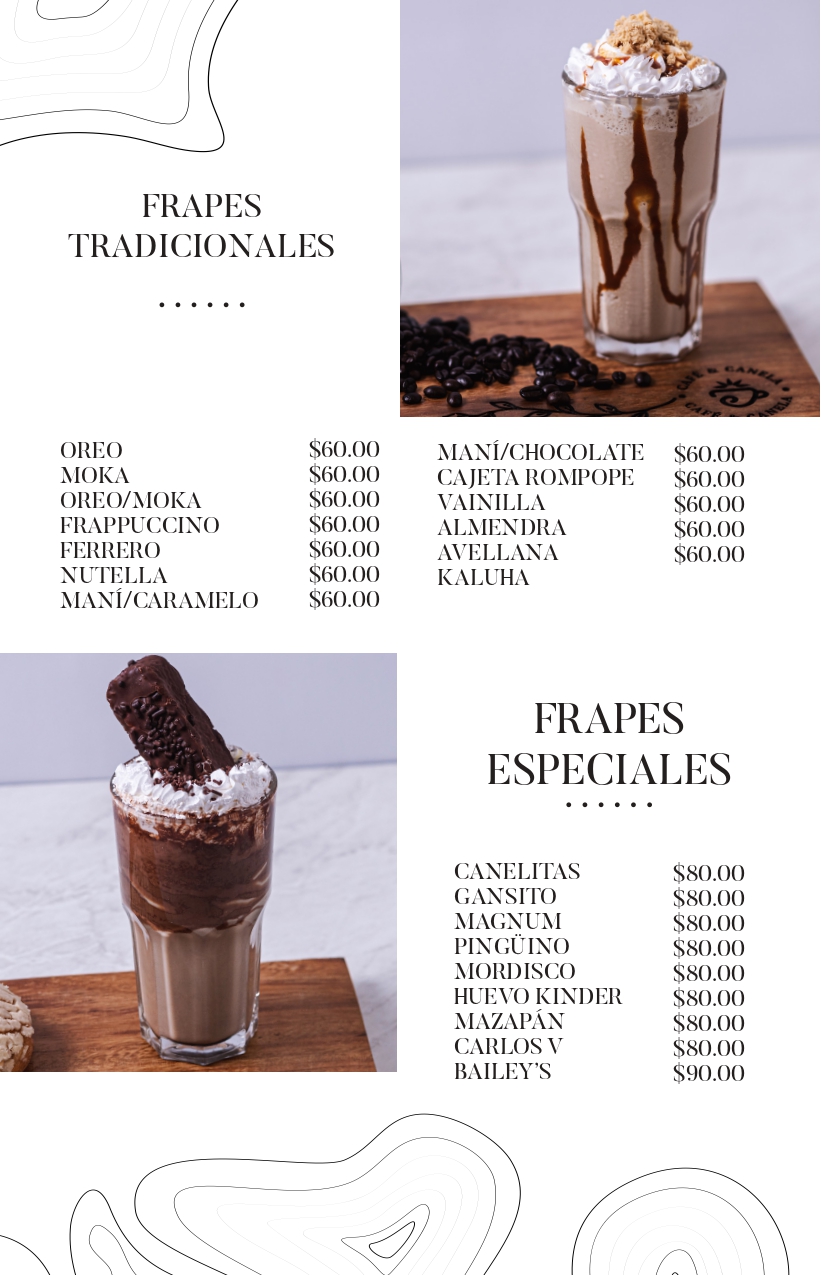 FRAPES
TRADICIONALES
CAFÉ & CANELA
CAFÉ & CANELA
OREO $60.00
MOKA $60.00
OREO/MOKA $60.00
FRAPPUCCINO $60.00
FERRERO $60.00
NUTELLA $60.00
MANÍ/CARAMELO $60.00
MANÍ/CHOCOLATE $60.00
CAJETA ROMPOPE $60.00
VAINILLA $60.00
ALMENDRA $60.00
AVELLANA $60.00
KALUHA
FRAPES
ESPECIALES
CANELITAS $80.00
GANSITO $80.00
MAGNUM $80.00
PINGÜINO $80.00
MORDISCO $80.00
HUEVO KINDER $80.00
MAZAPÁN $80.00
CARLOS V $80.00
BAILEY’S $90.00